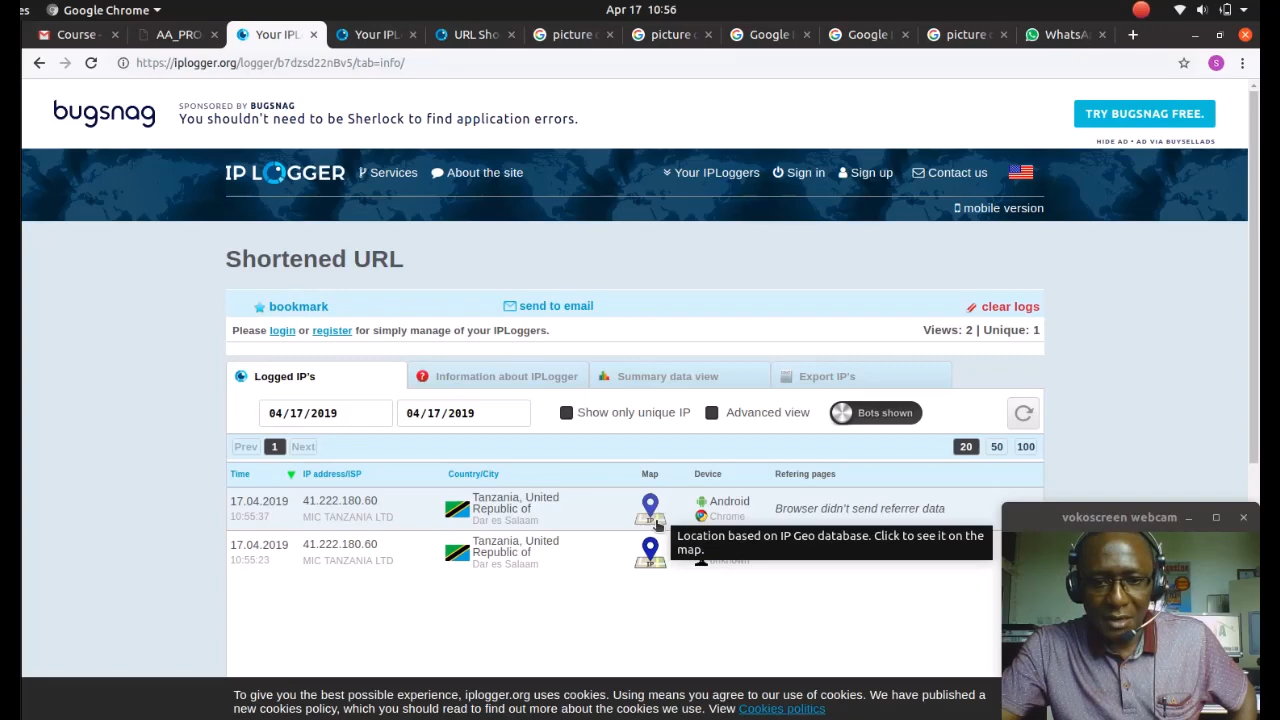 es Google Chrome Apr 17 10:56
Course AA_PRO Your IPL Your IPL URL Sho picture picture Google Google picture WhatsA
https://iplogger.org/logger/b7dzsd22nBv5/tab=info/ S
bugsnag
SPONSORED BY BUGSNAG
You shouldn't need to be Sherlock to find application errors.
TRY BUGSNAG FREE.
HIDE AD • AD VIA BUYSELLADS
IP LOGGER Services About the site Your IPLoggers Sign in Sign up Contact us
mobile version
Shortened URL
bookmark send to email clear logs
Please login or register for simply manage of your IPLoggers. Views: 2 | Unique: 1
Logged IP's Information about IPLogger Summary data view Export IP's
04/17/2019 04/17/2019 Show only unique IP Advanced view Bots shown
Prev 1 Next 20 50 100
Time IP address/ISP Country/City Map Device Refering pages
17.04.2019 41.222.180.60 Tanzania, United Android
10:55:37 MIC TANZANIA LTD Republic of Chrome Browser didn't send referrer data
Dar es Salaam
Location based on IP Geo database. Click to see it on the
map.
17.04.2019 41.222.180.60 Tanzania, United
10:55:23 MIC TANZANIA LTD Republic of unknown
Dar es Salaam
vokoscreen webcam
To give you the best possible experience, iplogger.org uses cookies. Using means you agree to our use of cookies. We have published a
new cookies policy, which you should read to find out more about the cookies we use. View Cookies politics